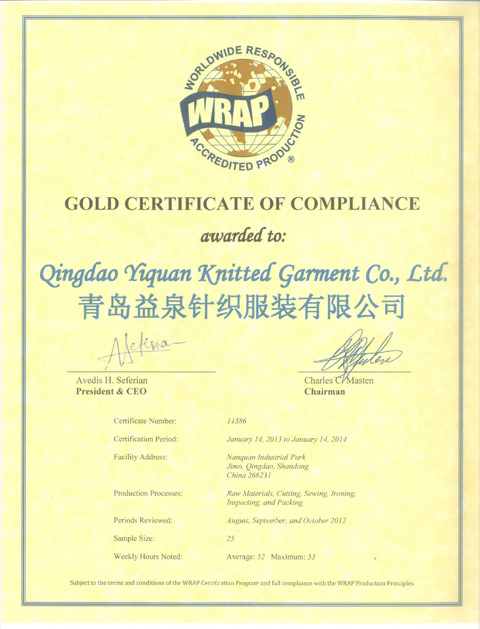 WORLDWIDE RESPONSIBLE
WRAP
ACCREDITED PRODUCTION
®
GOLD CERTIFICATE OF COMPLIANCE
awarded to:
Qingdao Yiquan Knitted Garment Co., Ltd.
青岛益泉针织服装有限公司
Avedis H. Seferian
President & CEO
Charles C. Masten
Chairman
Certificate Number: 14386
Certification Period: January 14, 2013 to January 14, 2014
Facility Address: Nanquan Industrial Park
Jimo, Qingdao, Shandong
China 266231
Production Processes: Raw Materials, Cutting, Sewing, Ironing,
Inspecting, and Packing
Periods Reviewed: August, September, and October 2012
Sample Size: 25
Weekly Hours Noted: Average: 52 Maximum: 53
Subject to the terms and conditions of the WRAP Certification Program and full compliance with the WRAP Production Principles